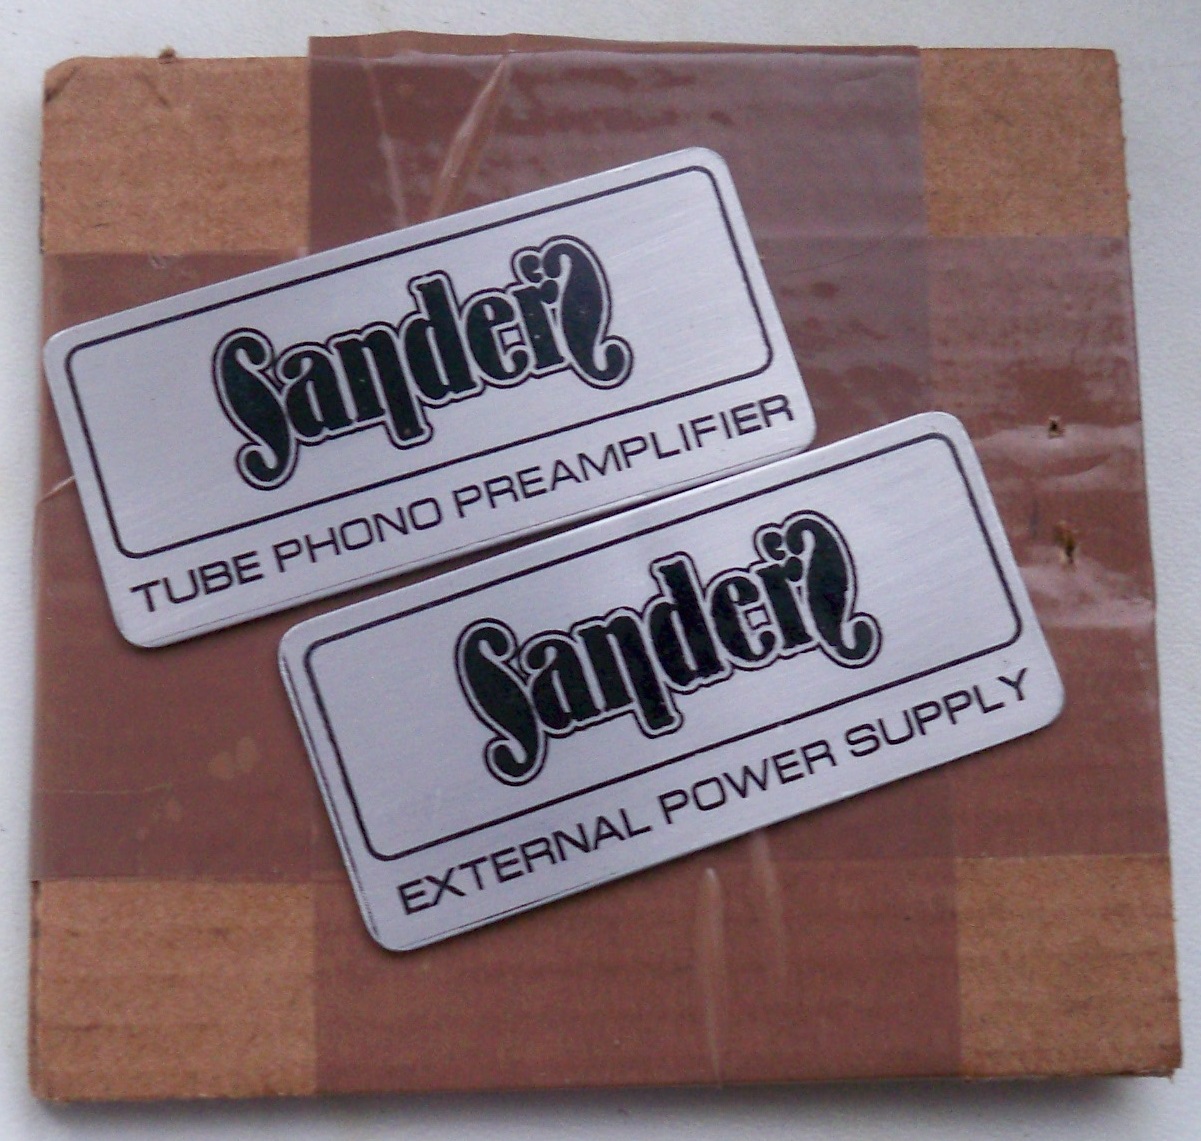 Sanders
TUBE PHONO PREAMPLIFIER
Sanders
EXTERNAL POWER SUPPLY